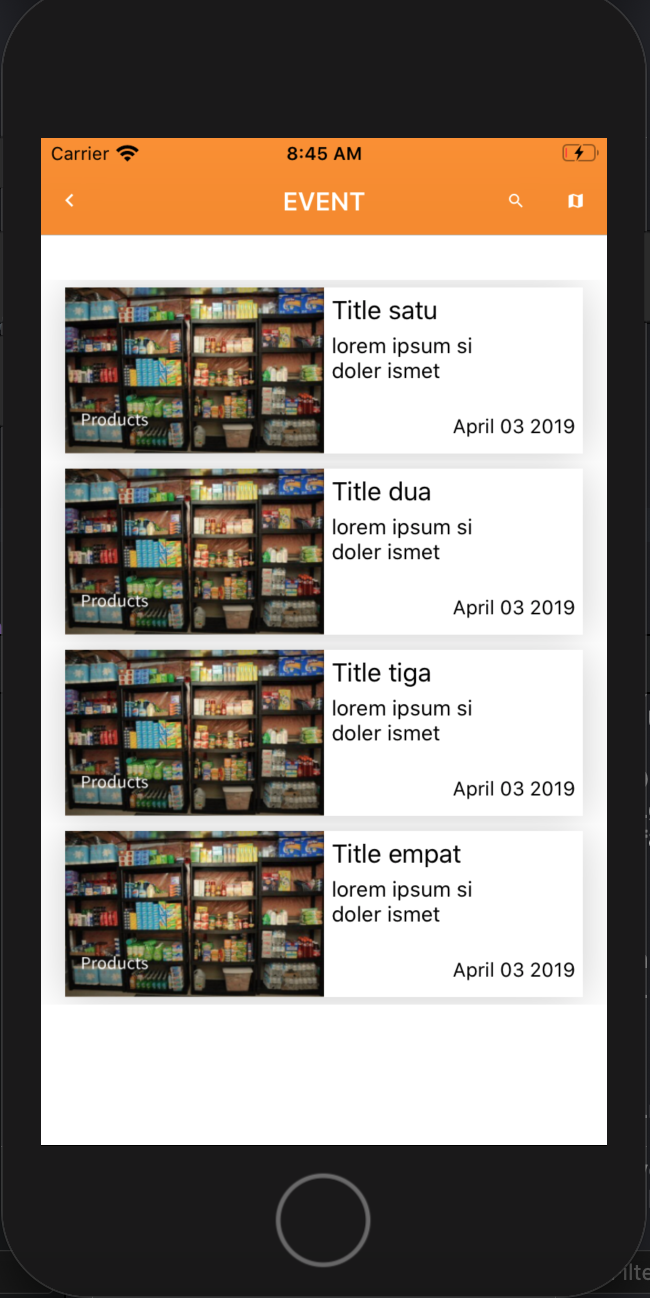 Carrier 8:45 AM
EVENT
Title satu
lorem ipsum si
doler ismet
Products
April 03 2019
Title dua
lorem ipsum si
doler ismet
Products
April 03 2019
Title tiga
lorem ipsum si
doler ismet
Products
April 03 2019
Title empat
lorem ipsum si
doler ismet
Products
April 03 2019